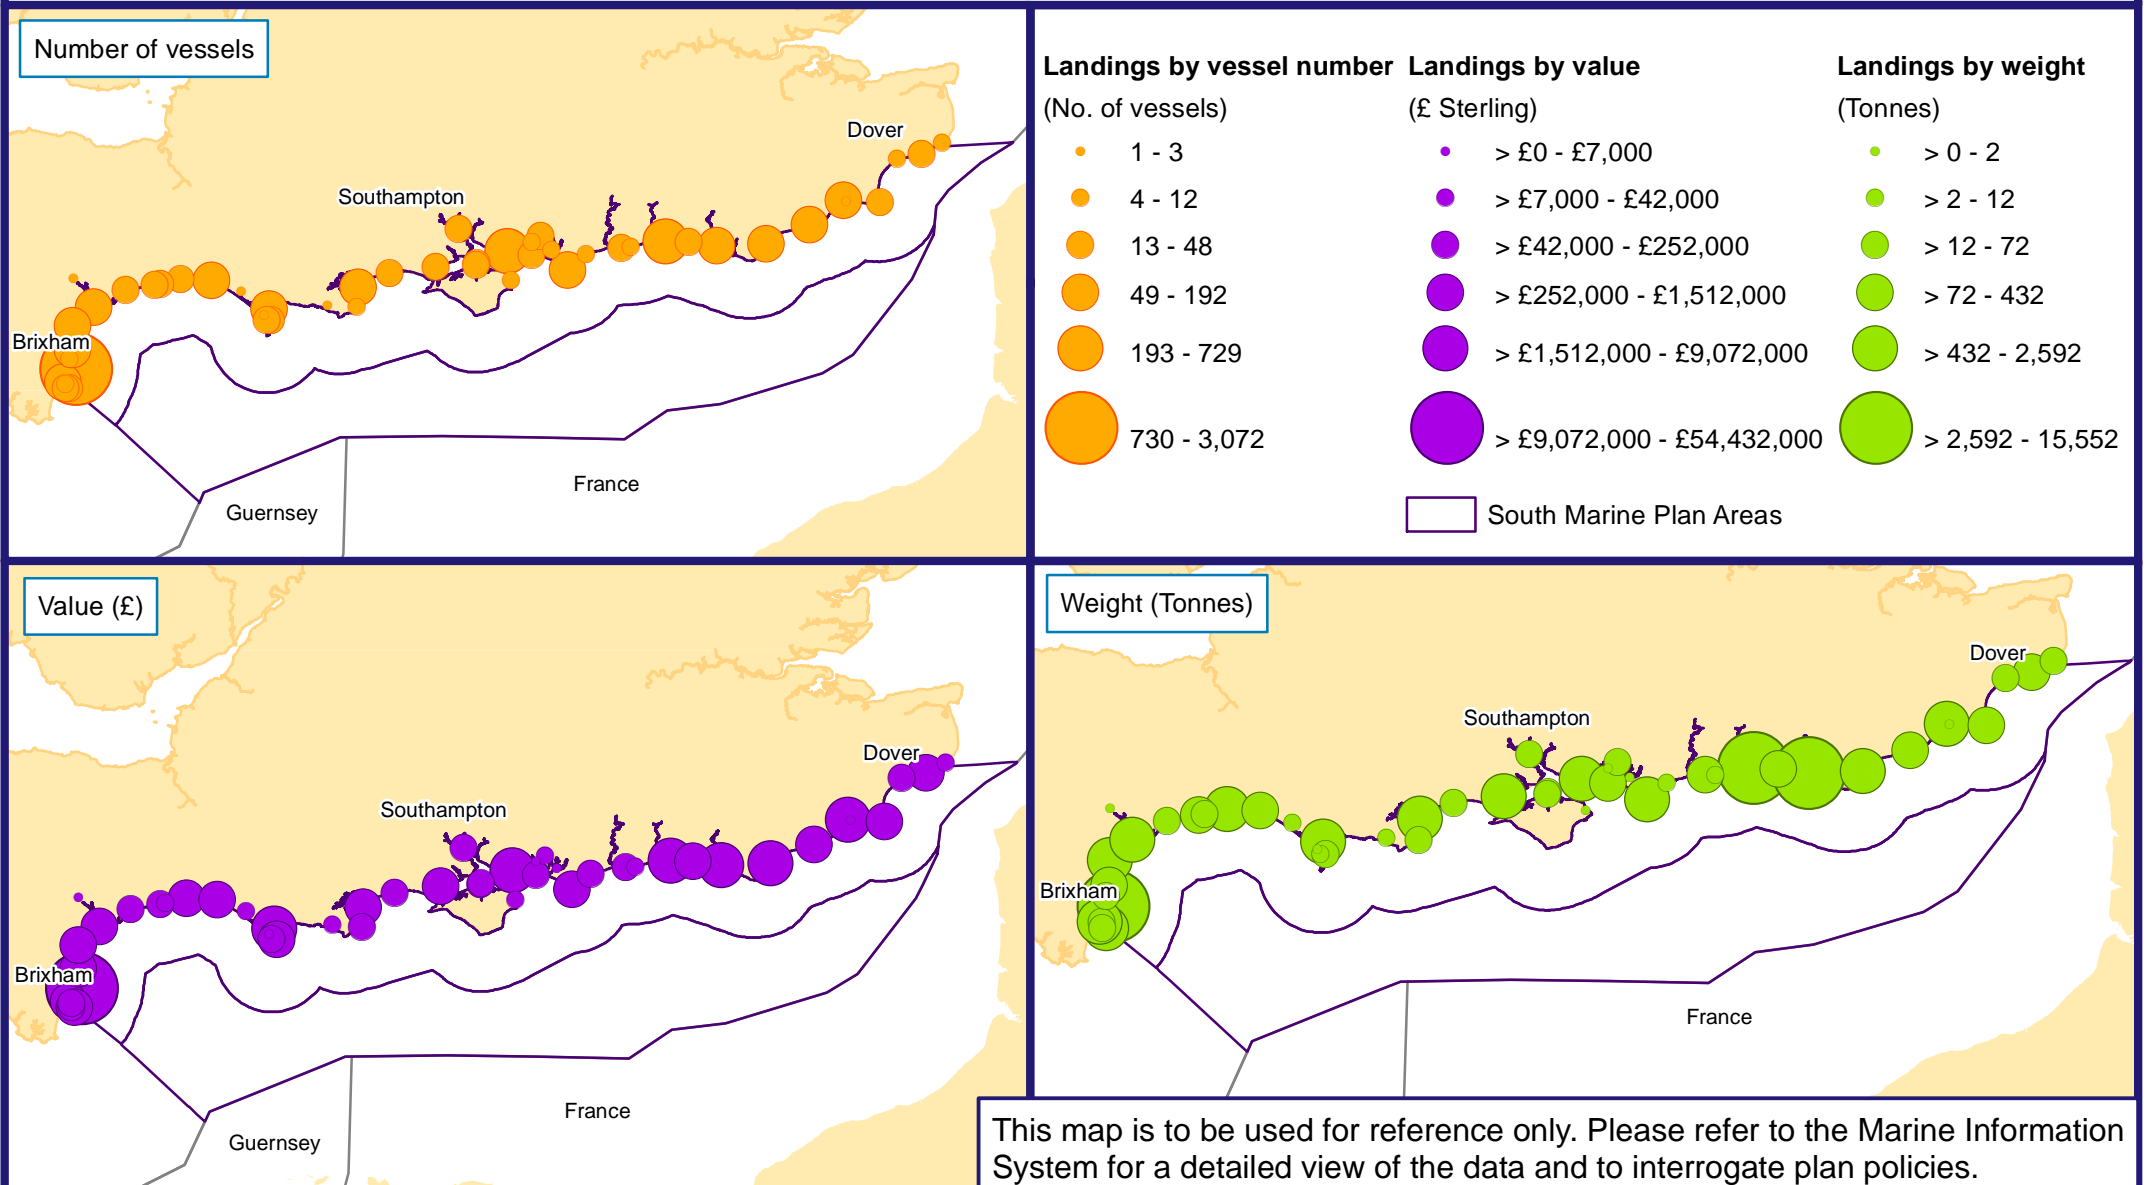 Number of vessels
Dover
Southampton
Brixham
Guernsey
France
Landings by vessel number
(No. of vessels)
1 - 3
4 - 12
13 - 48
49 - 192
193 - 729
730 - 3,072
Landings by value
(£ Sterling)
> £0 - £7,000
> £7,000 - £42,000
> £42,000 - £252,000
> £252,000 - £1,512,000
> £1,512,000 - £9,072,000
> £9,072,000 - £54,432,000
Landings by weight
(Tonnes)
> 0 - 2
> 2 - 12
> 12 - 72
> 72 - 432
> 432 - 2,592
> 2,592 - 15,552
South Marine Plan Areas
Value (£)
Dover
Southampton
Brixham
France
Guernsey
Weight (Tonnes)
Dover
Southampton
Brixham
France
This map is to be used for reference only. Please refer to the Marine Information
System for a detailed view of the data and to interrogate plan policies.